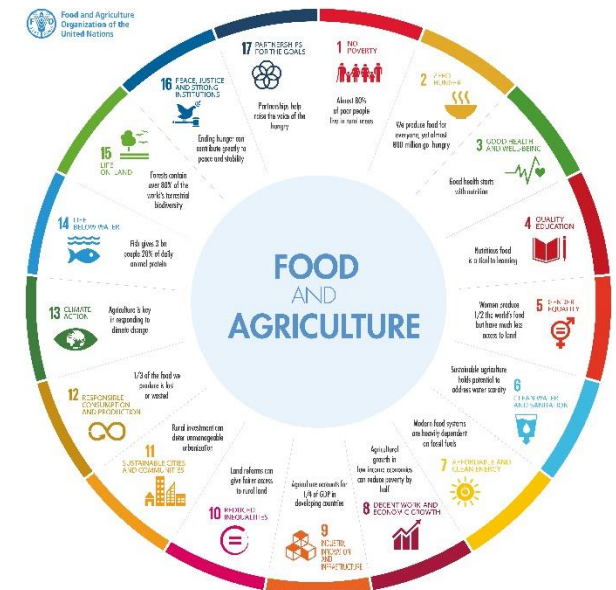 Food and Agriculture
Organization of the
United Nations
FOOD
AND
AGRICULTURE
1 NO
POVERTY
Almost 80%
of poor people
live in rural areas
2 ZERO
HUNGER
We produce food for
everyone, yet almost
800 million go hungry
3 GOOD HEALTH
AND WELL-BEING
Good health starts
with nutrition
4 QUALITY
EDUCATION
Nutritious food
is critical to learning
5 GENDER
EQUALITY
Women produce
1/2 the world's food
but have much less
access to land
6
CLEAN WATER
AND SANITATION
Sustainable agriculture
holds potential to
address water scarcity
7 AFFORDABLE AND
CLEAN ENERGY
Modern food systems
are heavily dependent
on fossil fuels
8 DECENT WORK AND
ECONOMIC GROWTH
Agricultural
growth in
low income economies
can reduce poverty by
half
9
INDUSTRY,
INNOVATION
AND
INFRASTRUCTURE
Agriculture accounts for
1/4 of GDP in
developing countries
10 REDUCED
INEQUALITIES
Land reforms can
give fairer access
to rural land
11
SUSTAINABLE CITIES
AND COMMUNITIES
Rural investment can
deter unmanageable
urbanization
12 RESPONSIBLE
CONSUMPTION
AND PRODUCTION
1/3 of the food we
produce is lost
or wasted
13 CLIMATE
ACTION
Agriculture is key
in responding to
climate change
14 LIFE
BELOW WATER
Fish gives 3 bn
people 20% of daily
animal protein
15 LIFE
ON LAND
Forests contain
over 80% of the
world's terrestrial
biodiversity
16 PEACE, JUSTICE
AND STRONG
INSTITUTIONS
Ending hunger can
contribute greatly to
peace and stability
17 PARTNERSHIPS
FOR THE GOALS
Partnerships help
raise the voice of the
hungry